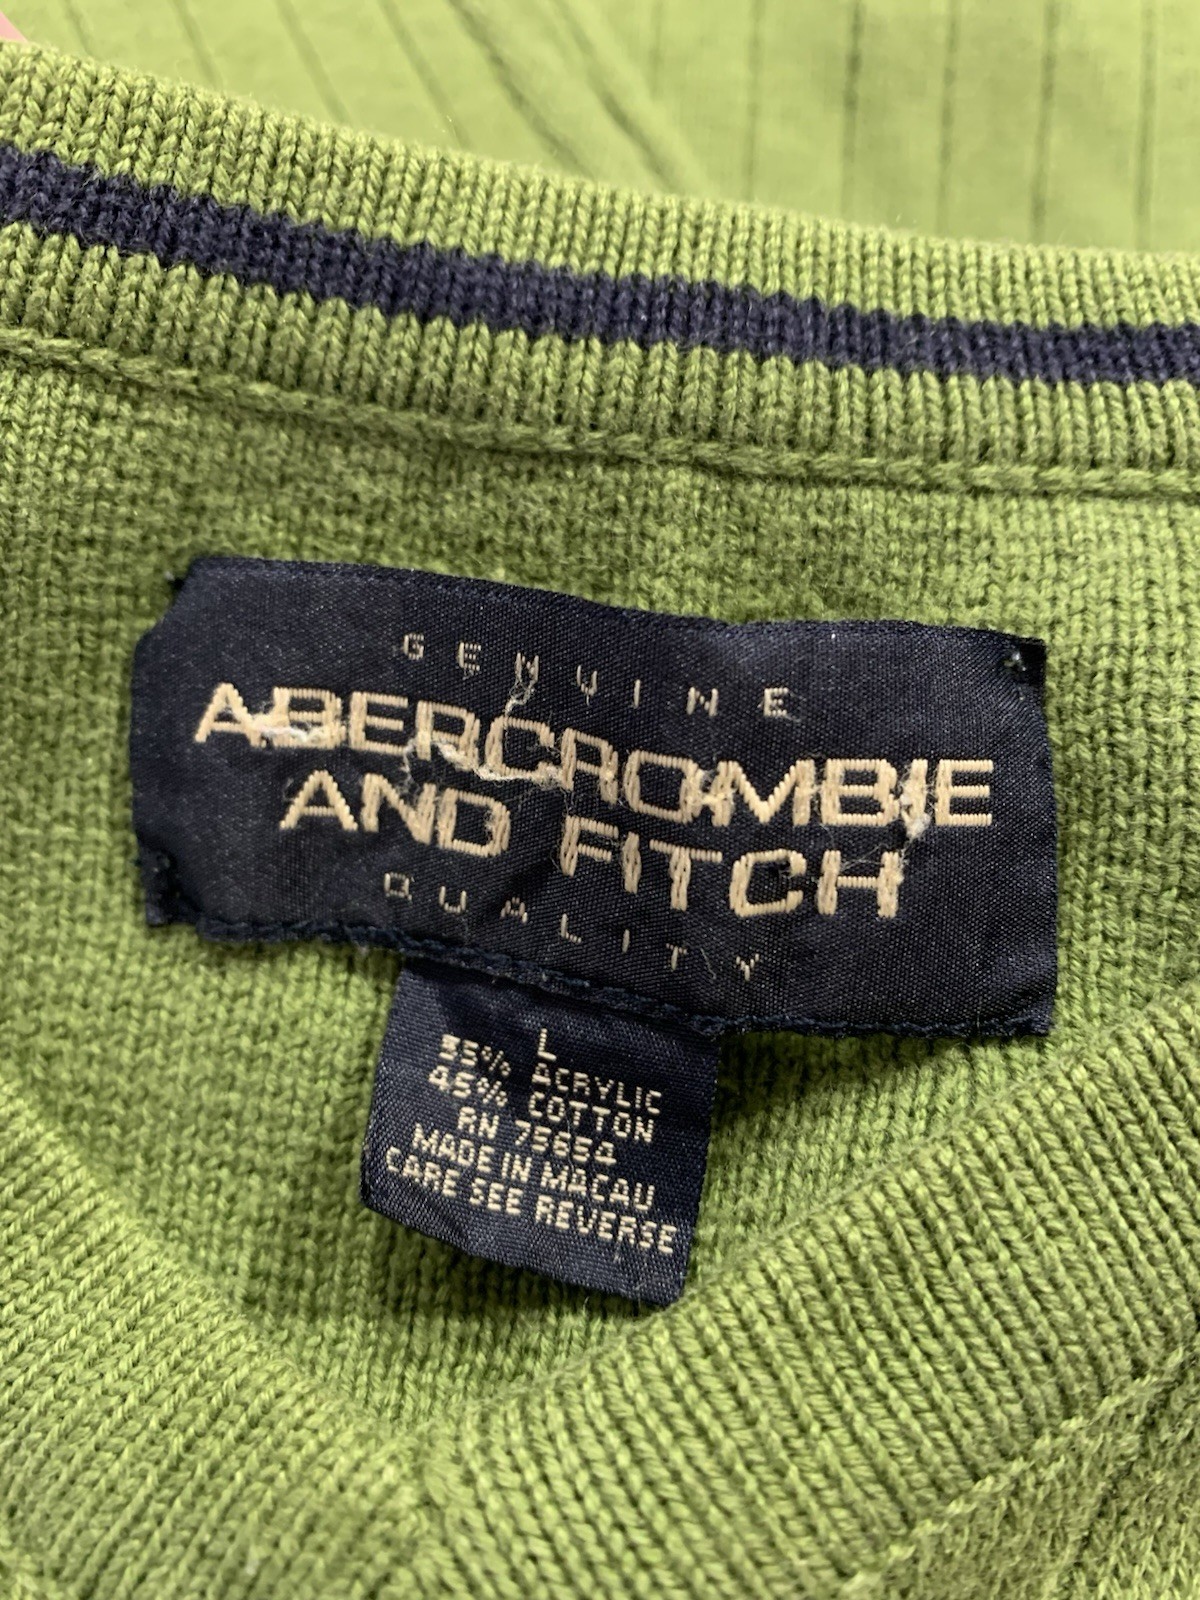 GENUINE
ABERCROMBIE
AND FITCH
QUALITY
L
55% ACRYLIC
45% COTTON
RN 75654
MADE IN MACAU
CARE SEE REVERSE